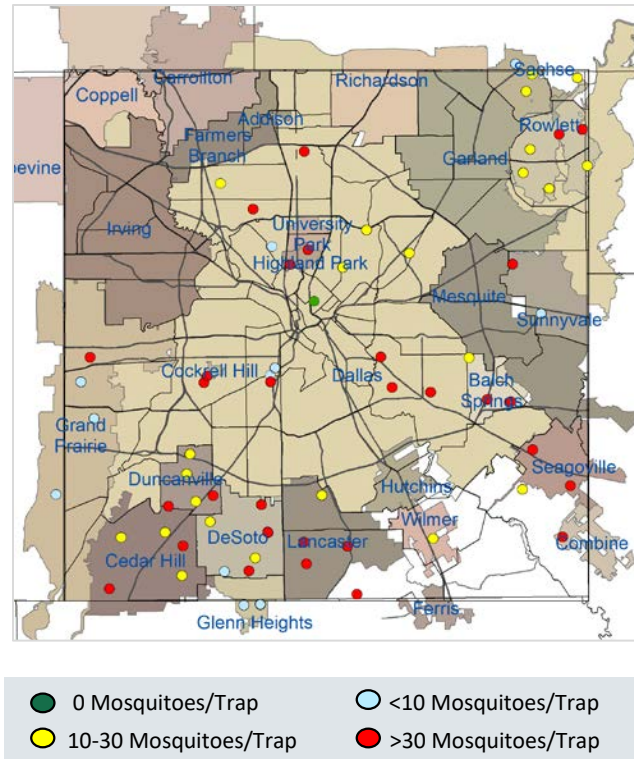 Sachse
Carrollton
Richardson
Coppell
Addison
Rowlett
Farmers
Branch
Garland
evine
University
Park
Irving
Highland Park
Mesquite
Sunnyvale
Cockrell Hill
Dallas
Balch
Springs
Grand
Prairie
Seagoville
Duncanville
Hutchins
Wilmer
DeSoto
Lancaster
Combine
Cedar Hill
Ferris
Glenn Heights
0 Mosquitoes/Trap
<10 Mosquitoes/Trap
10-30 Mosquitoes/Trap
>30 Mosquitoes/Trap